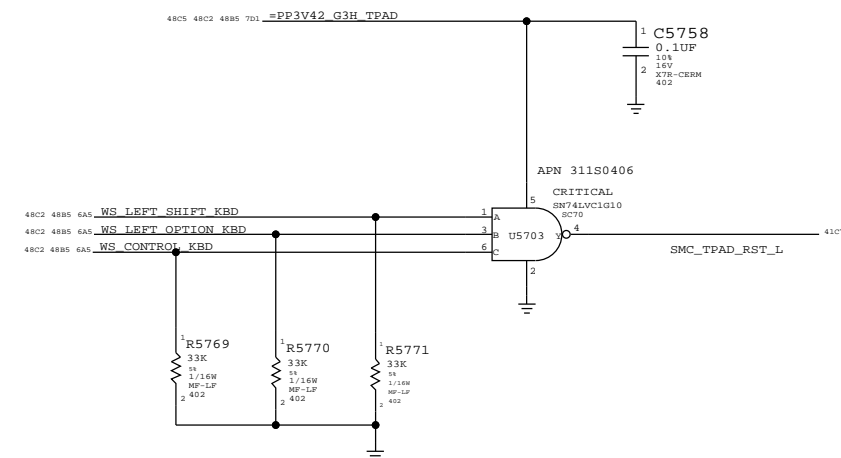 48C5 48C2 48B5 7D1 =PP3V42_G3H_TPAD
1 C5758
0.1UF
10%
16V
2 X7R-CERM
402
APN 311S0406
5 CRITICAL
SN74LVC1G10
SC70
48C2 48B5 6A5 WS_LEFT_SHIFT_KBD 1 A
48C2 48B5 6A5 WS_LEFT_OPTION_KBD 3 B U5703 Y 4
48C2 48B5 6A5 WS_CONTROL_KBD 6 C
SMC_TPAD_RST_L
2
1 R5769
33K
5%
1/16W
MF-LF
2 402
1 R5770
33K
5%
1/16W
MF-LF
2 402
1 R5771
33K
5%
1/16W
MF-LF
2 402